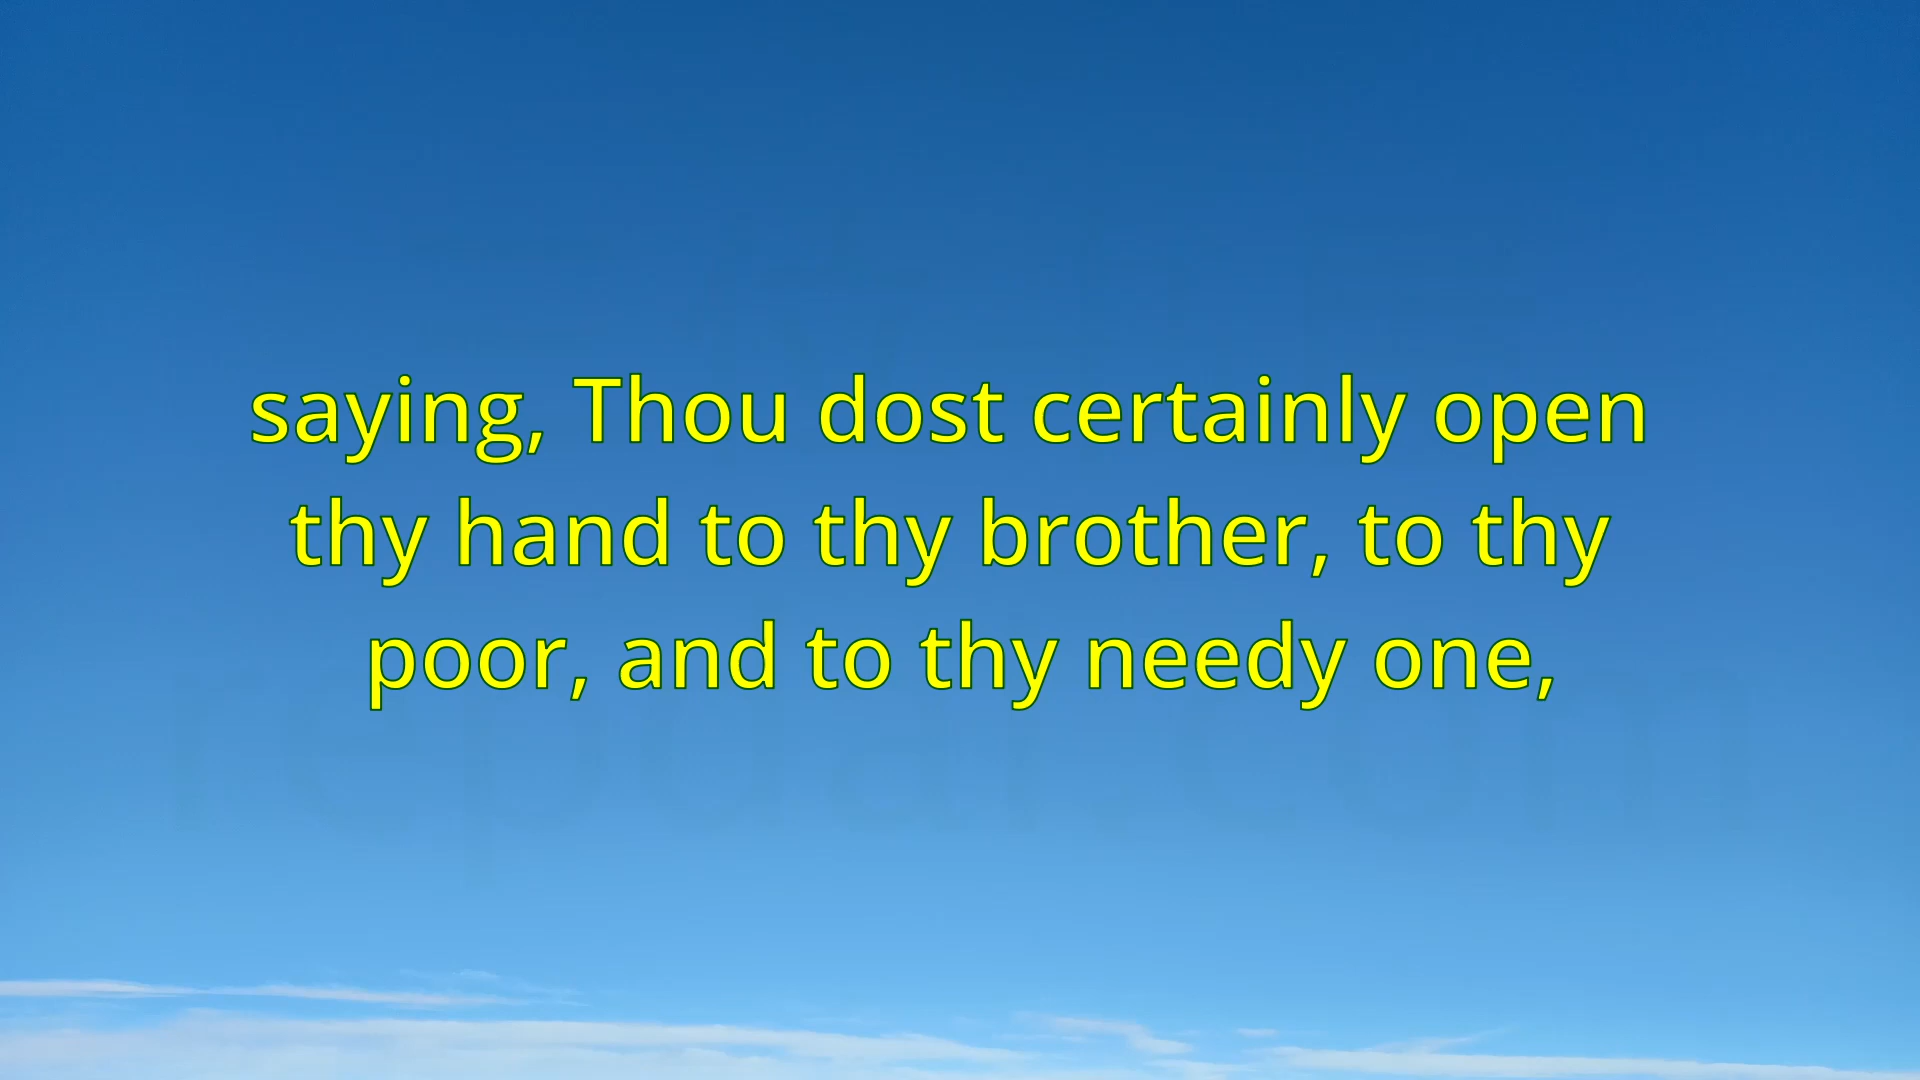 saying, Thou dost certainly open
thy hand to thy brother, to thy
poor, and to thy needy one,